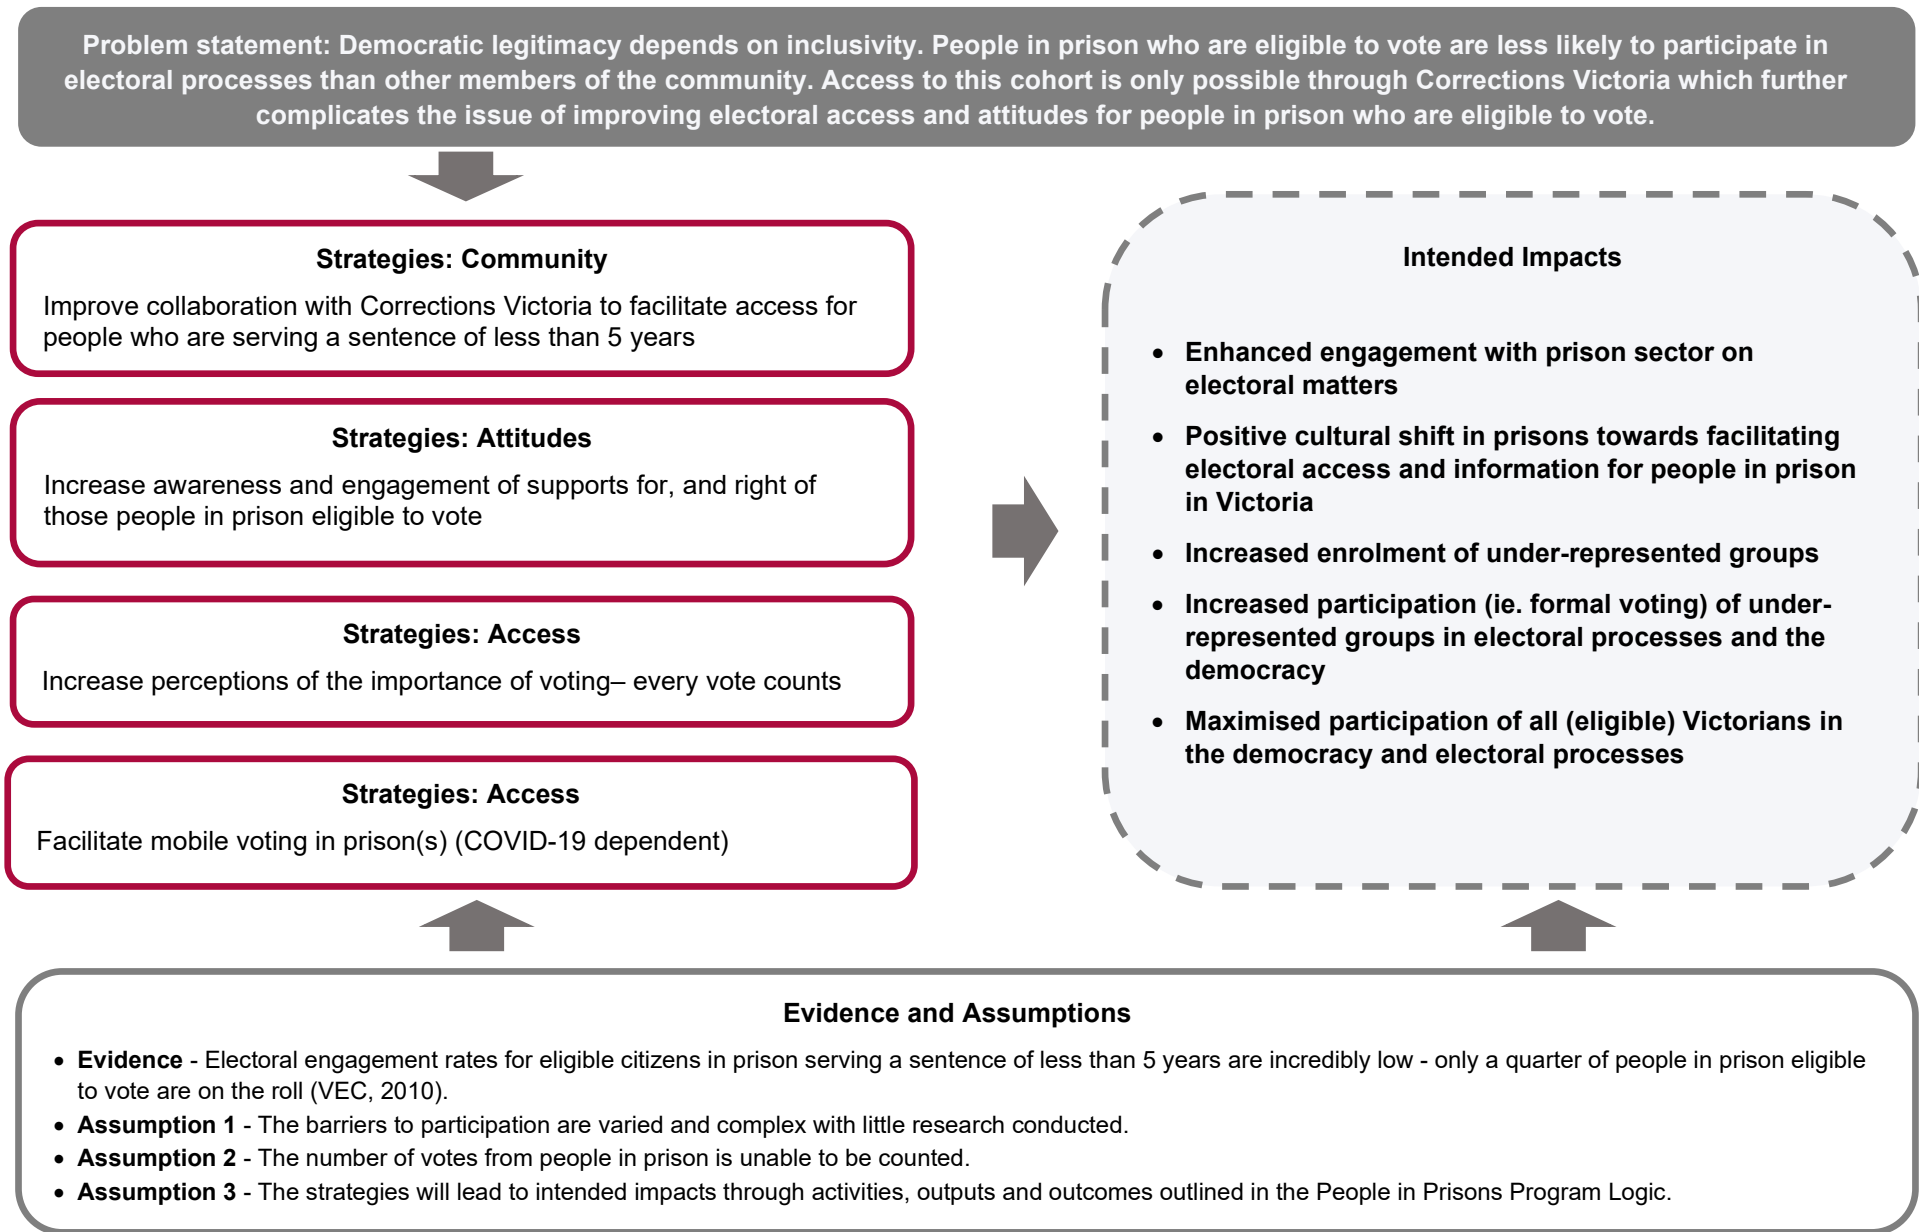 Problem statement: Democratic legitimacy depends on inclusivity. People in prison who are eligible to vote are less likely to participate in
electoral processes than other members of the community. Access to this cohort is only possible through Corrections Victoria which further
complicates the issue of improving electoral access and attitudes for people in prison who are eligible to vote.
Strategies: Community
Improve collaboration with Corrections Victoria to facilitate access for
people who are serving a sentence of less than 5 years
Strategies: Attitudes
Increase awareness and engagement of supports for, and right of
those people in prison eligible to vote
Strategies: Access
Increase perceptions of the importance of voting– every vote counts
Strategies: Access
Facilitate mobile voting in prison(s) (COVID-19 dependent)
Intended Impacts
• Enhanced engagement with prison sector on
electoral matters
• Positive cultural shift in prisons towards facilitating
electoral access and information for people in prison
in Victoria
• Increased enrolment of under-represented groups
• Increased participation (ie. formal voting) of under-
represented groups in electoral processes and the
democracy
• Maximised participation of all (eligible) Victorians in
the democracy and electoral processes
Evidence and Assumptions
• Evidence - Electoral engagement rates for eligible citizens in prison serving a sentence of less than 5 years are incredibly low - only a quarter of people in prison eligible
to vote are on the roll (VEC, 2010).
• Assumption 1 - The barriers to participation are varied and complex with little research conducted.
• Assumption 2 - The number of votes from people in prison is unable to be counted.
• Assumption 3 - The strategies will lead to intended impacts through activities, outputs and outcomes outlined in the People in Prisons Program Logic.